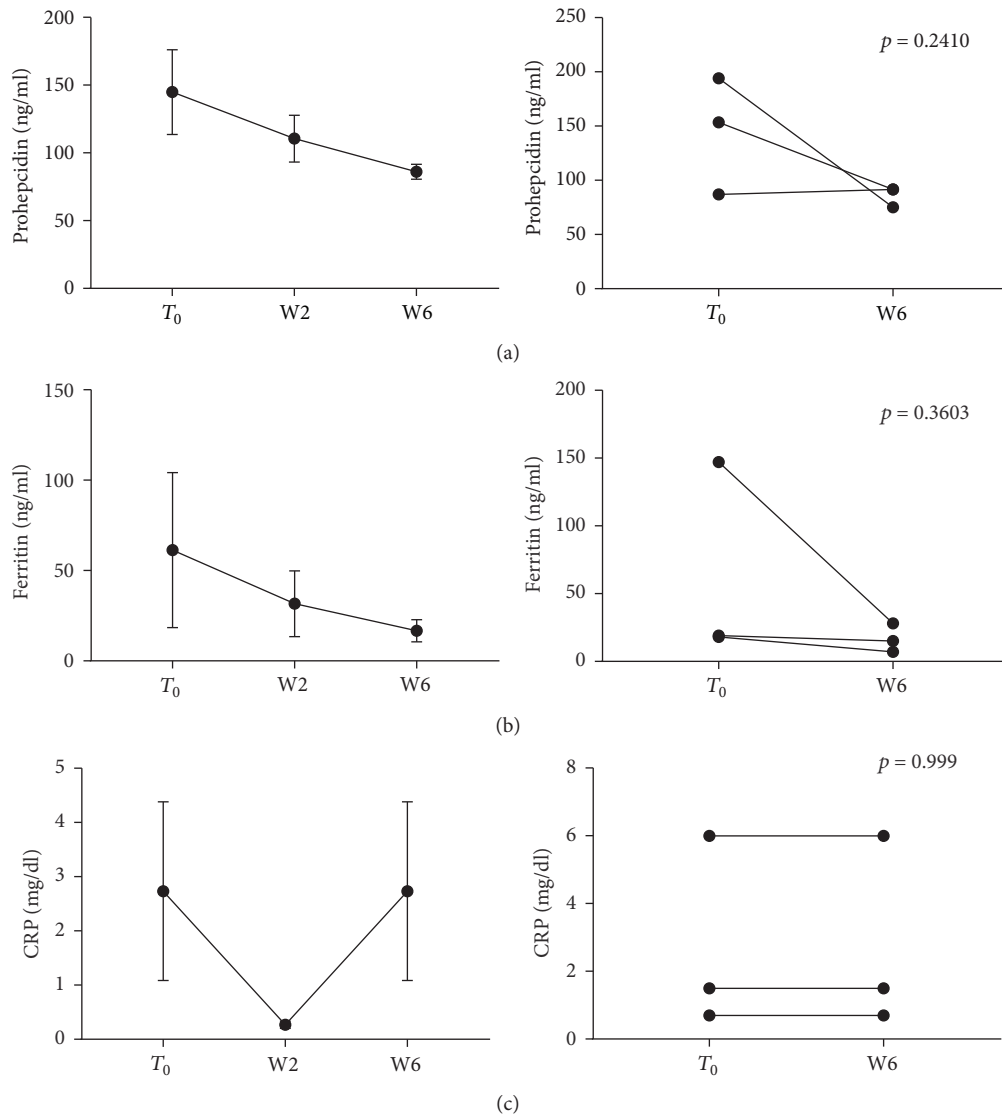 Prohepcidin (ng/ml)
200
150
100
50
0
T0
W2
W6
Prohepcidin (ng/ml)
250
200
150
100
50
0
p = 0.2410
T0
W6
(a)
Ferritin (ng/ml)
150
100
50
0
T0
W2
W6
Ferritin (ng/ml)
200
150
100
50
0
p = 0.3603
T0
W6
(b)
CRP (mg/dl)
5
4
3
2
1
0
T0
W2
W6
CRP (mg/dl)
8
6
4
2
0
p = 0.999
T0
W6
(c)